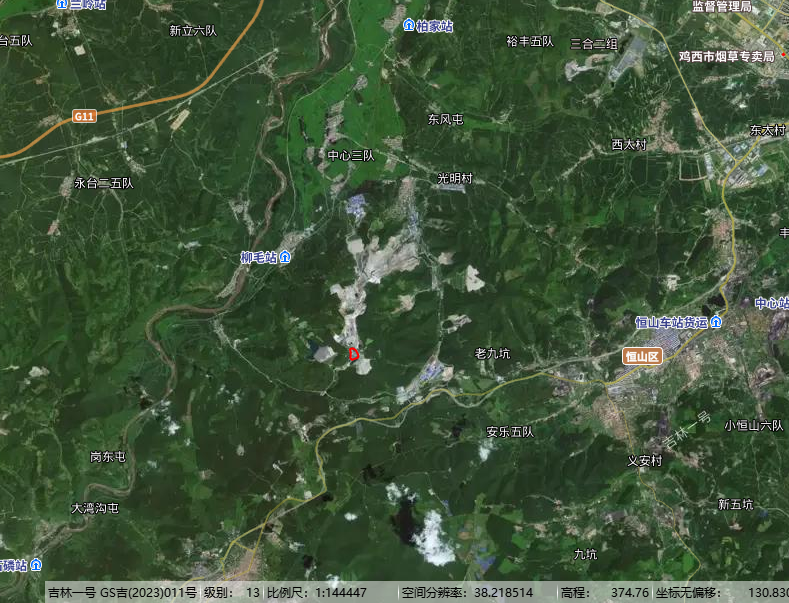 兰岭站
监督管理局
新立六队
柏家站
台五队
裕丰五队
三合二组
鸡西市烟草专卖局
G11
东风屯
东太村
西太村
中心三队
永台二五队
光明村
柳毛站
中心站
恒山车站货运
老九坑
恒山区
吉林一号
小恒山六队
安乐五队
岗东屯
义安村
大湾沟屯
新五坑
九坑
磷站
吉林一号 GS吉(2023)011号 级别: 13 比例尺: 1:144447 空间分辨率: 38.218514 高程: 374.76 坐标无偏移: 130.830